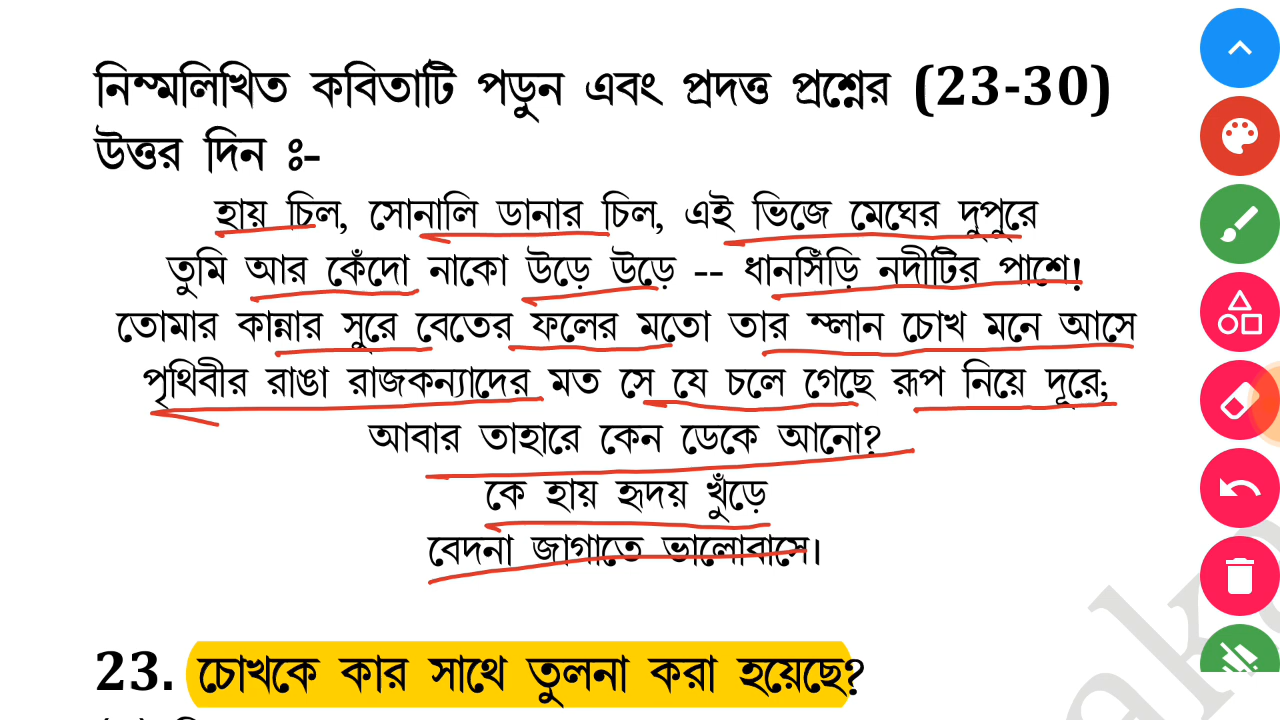 নিম্মলিখিত কবিতাটি পড়ুন এবং প্রদত্ত প্রশ্নের (23-30)
উত্তর দিন ঃ-
হায় চিল, সোনালি ডানার চিল, এই ভিজে মেঘের দুপুরে
তুমি আর কেঁদো নাকো উড়ে উড়ে -- ধানসিঁড়ি নদীটির পাশে!
তোমার কান্নার সুরে বেতের ফলের মতো তার ম্লান চোখ মনে আসে
পৃথিবীর রাঙা রাজকন্যাদের মত সে যে চলে গেছে রূপ নিয়ে দূরে;
আবার তাহারে কেন ডেকে আনো?
কে হায় হৃদয় খুঁড়ে
বেদনা জাগাতে ভালোবাসে।
23. চোখকে কার সাথে তুলনা করা হয়েছে?